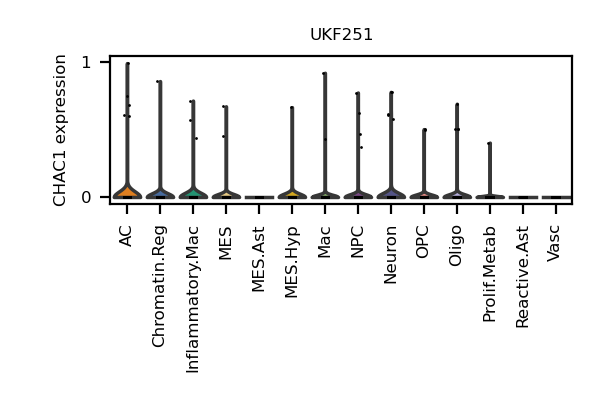 UKF251
CHAC1 expression
1
0
AC
Chromatin.Reg
Inflammatory.Mac
MES
MES.Ast
MES.Hyp
Mac
NPC
Neuron
OPC
Oligo
Prolif.Metab
Reactive.Ast
Vasc